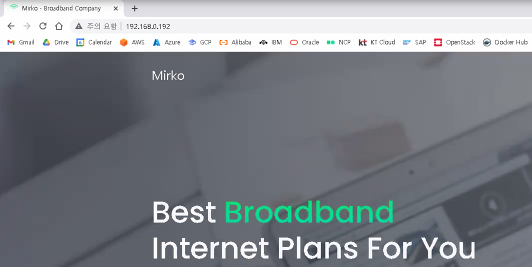 Mirko - Broadband Company
주의 요함 | 192.168.0.192
Gmail Drive Calendar AWS Azure GCP Alibaba IBM Oracle NCP kt KT Cloud SAP OpenStack Docker Hub
Mirko
Best Broadband
Internet Plans For You